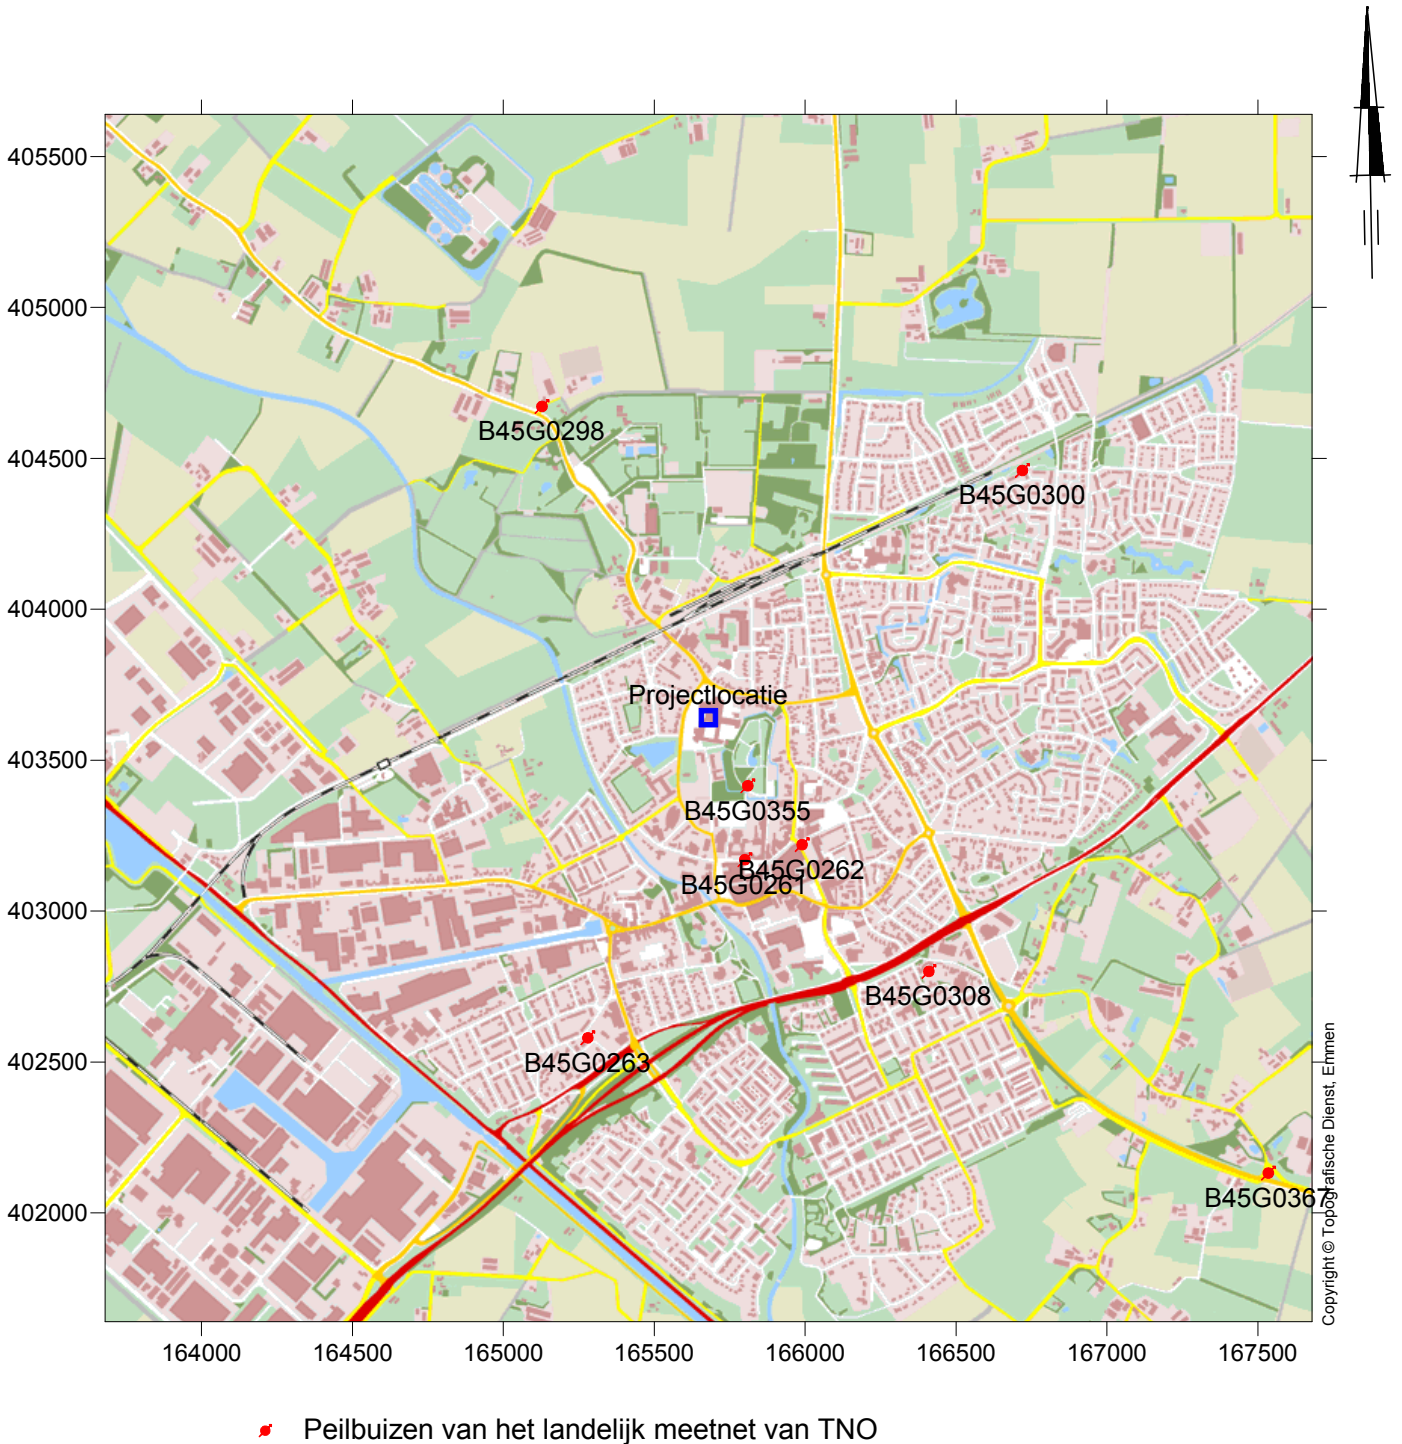 405500
405000
404500
404000
403500
403000
402500
402000
B45G0298
B45G0300
Projectlocatie
B45G0355
B45G0262
B45G0261
B45G0308
B45G0263
B45G0367
Copyright © Topografische Dienst, Emmen
164000 164500 165000 165500 166000 166500 167000 167500
Peilbuizen van het landelijk meetnet van TNO